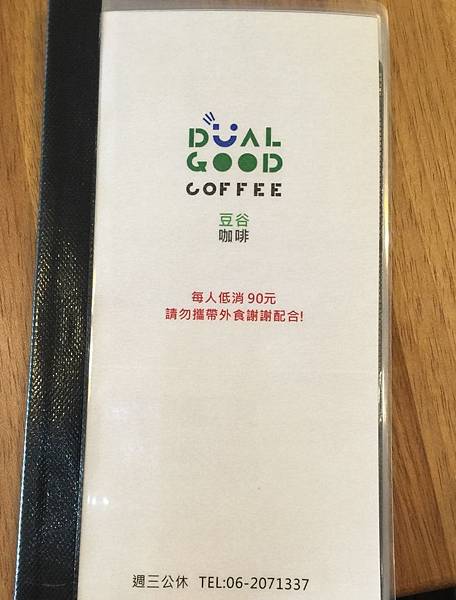 DUAL
GOOD
COFFEE
豆谷
咖啡
每人低消 90元
請勿攜帶外食謝謝配合!
週三公休 TEL:06-2071337